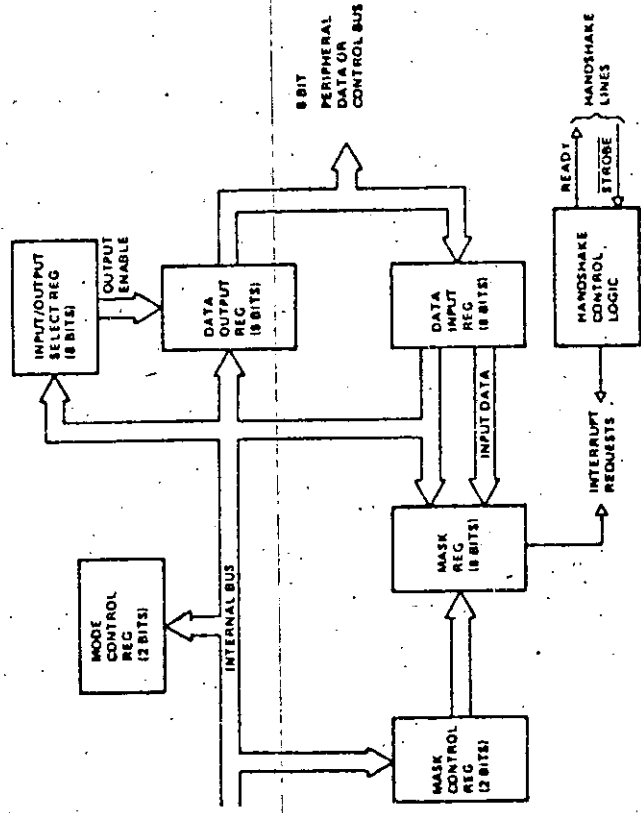 MODE
CONTROL
REG
(2 BITS)
INPUT/OUTPUT
SELECT REG
(8 BITS)
OUTPUT
ENABLE
INTERNAL BUS
DATA
OUTPUT
REG
(8 BITS)
8 BIT
PERIPHERAL
DATA OR
CONTROL BUS
MASK
CONTROL
REG
(2 BITS)
MASK
REG
(8 BITS)
INPUT DATA
DATA
INPUT
REG
(8 BITS)
INTERRUPT
REQUESTS
HANDSHAKE
CONTROL
LOGIC
READY
STROBE
HANDSHAKE
LINES